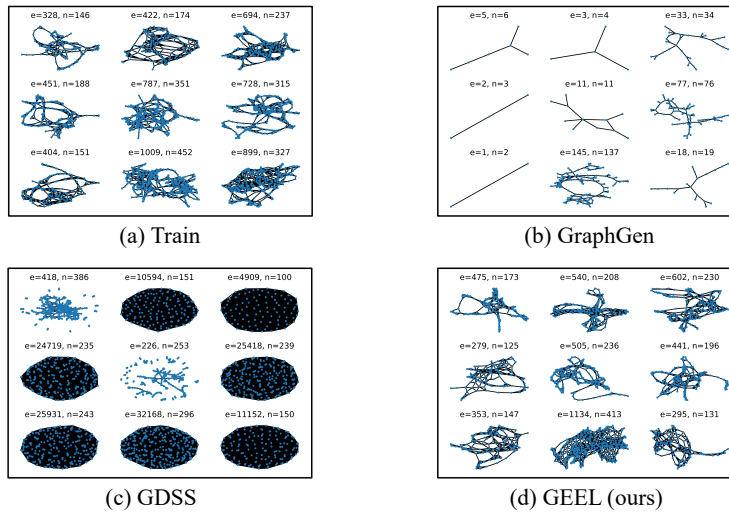 e=328, n=146
e=422, n=174
e=694, n=237
e=451, n=188
e=787, n=351
e=728, n=315
e=404, n=151
e=1009, n=452
e=899, n=327
(a) Train
e=5, n=6
e=3, n=4
e=33, n=34
e=2, n=3
e=11, n=11
e=77, n=76
e=1, n=2
e=145, n=137
e=18, n=19
(b) GraphGen
e=418, n=386
e=10594, n=151
e=4909, n=100
e=24719, n=235
e=226, n=253
e=25418, n=239
e=25931, n=243
e=32168, n=296
e=11152, n=150
(c) GDSS
e=475, n=173
e=540, n=208
e=602, n=230
e=279, n=125
e=505, n=236
e=441, n=196
e=353, n=147
e=1134, n=413
e=295, n=131
(d) GEEL (ours)